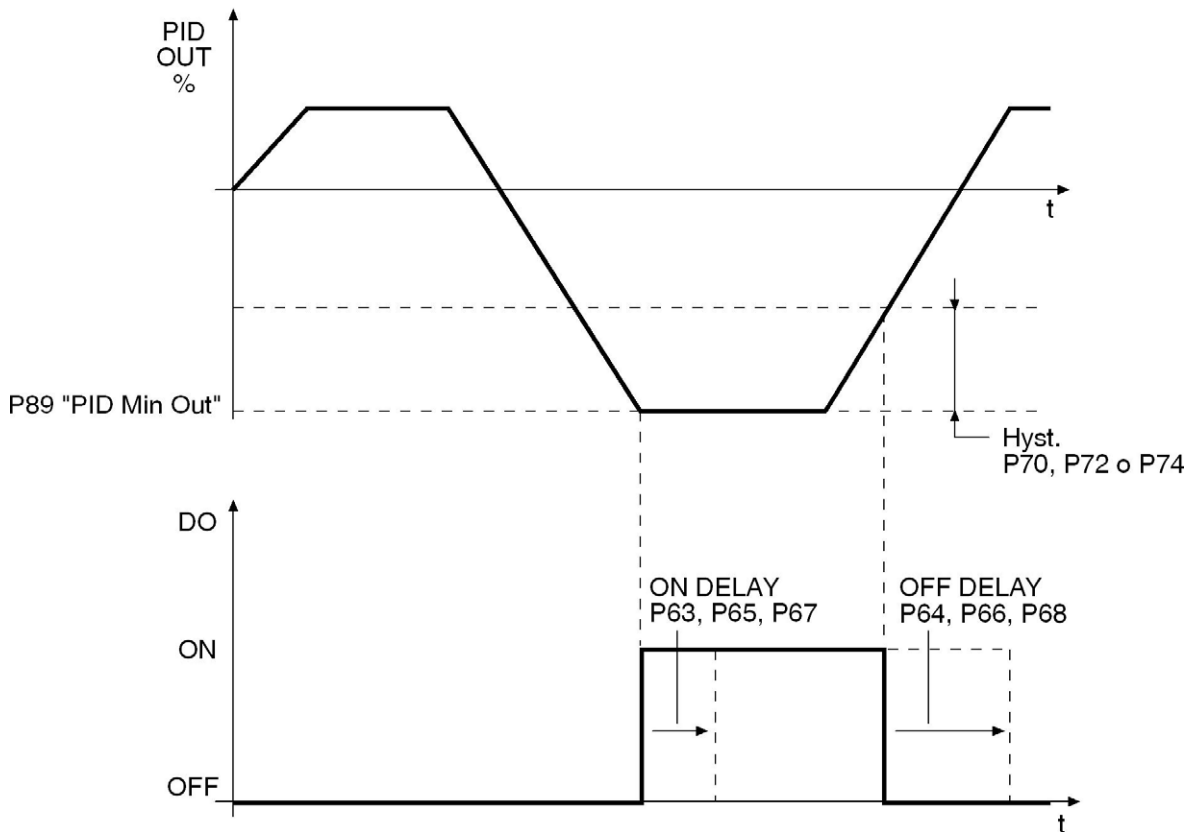 PID
OUT
%
t
P89 "PID Min Out"
Hyst.
P70, P72 o P74
DO
ON DELAY
P63, P65, P67
OFF DELAY
P64, P66, P68
ON
OFF
t